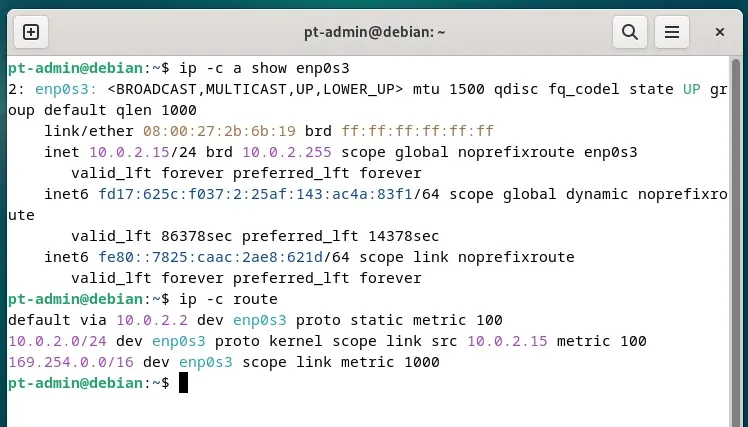 pt-admin@debian: ~
pt-admin@debian:~$ ip -c a show enp0s3
2: enp0s3: <BROADCAST,MULTICAST,UP,LOWER_UP> mtu 1500 qdisc fq_codel state UP gr
oup default qlen 1000
    link/ether 08:00:27:2b:6b:19 brd ff:ff:ff:ff:ff:ff
    inet 10.0.2.15/24 brd 10.0.2.255 scope global noprefixroute enp0s3
       valid_lft forever preferred_lft forever
    inet6 fd17:625c:f037:2:25af:143:ac4a:83f1/64 scope global dynamic noprefixro
ute
       valid_lft 86378sec preferred_lft 14378sec
    inet6 fe80::7825:caac:2ae8:621d/64 scope link noprefixroute
       valid_lft forever preferred_lft forever
pt-admin@debian:~$ ip -c route
default via 10.0.2.2 dev enp0s3 proto static metric 100
10.0.2.0/24 dev enp0s3 proto kernel scope link src 10.0.2.15 metric 100
169.254.0.0/16 dev enp0s3 scope link metric 1000
pt-admin@debian:~$